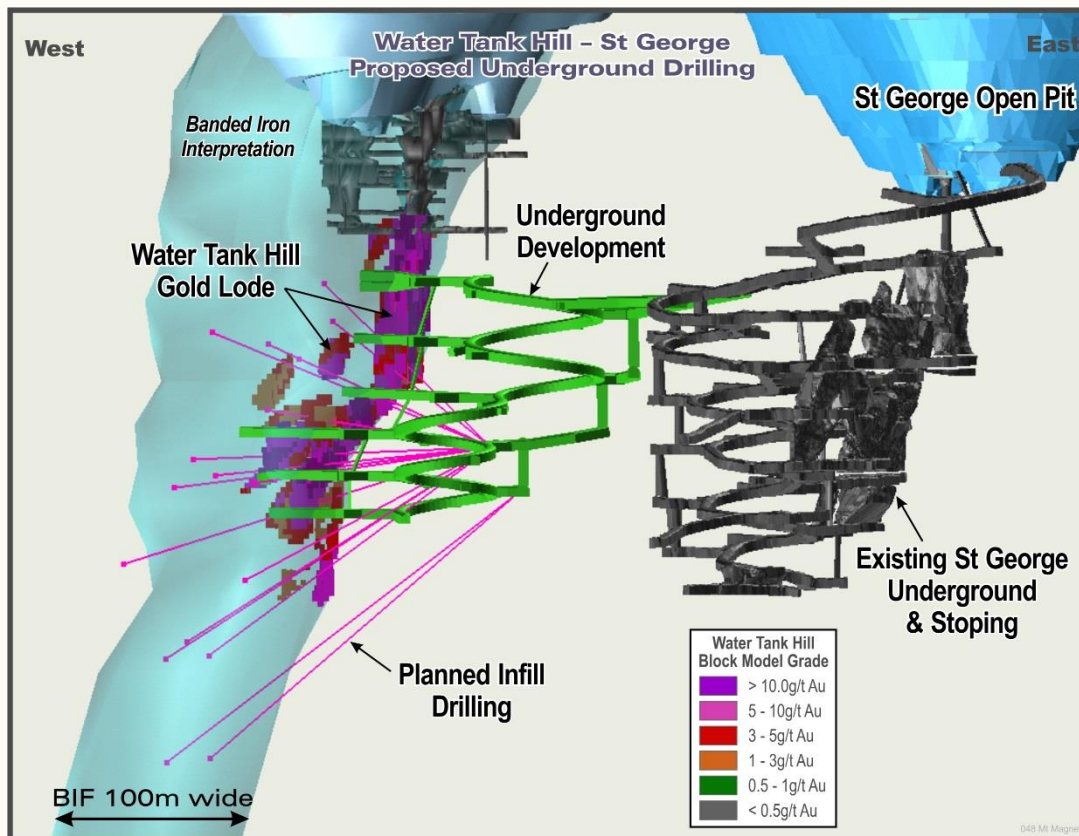 West
Water Tank Hill – St George
Proposed Underground Drilling
East
St George Open Pit
Banded Iron
Interpretation
Underground
Development
Water Tank Hill
Gold Lode
Existing St George
Underground
& Stoping
Planned Infill
Drilling
Water Tank Hill
Block Model Grade
> 10.0g/t Au
5 - 10g/t Au
3 - 5g/t Au
1 - 3g/t Au
0.5 - 1g/t Au
< 0.5g/t Au
BIF 100m wide
048 Mt Magnet